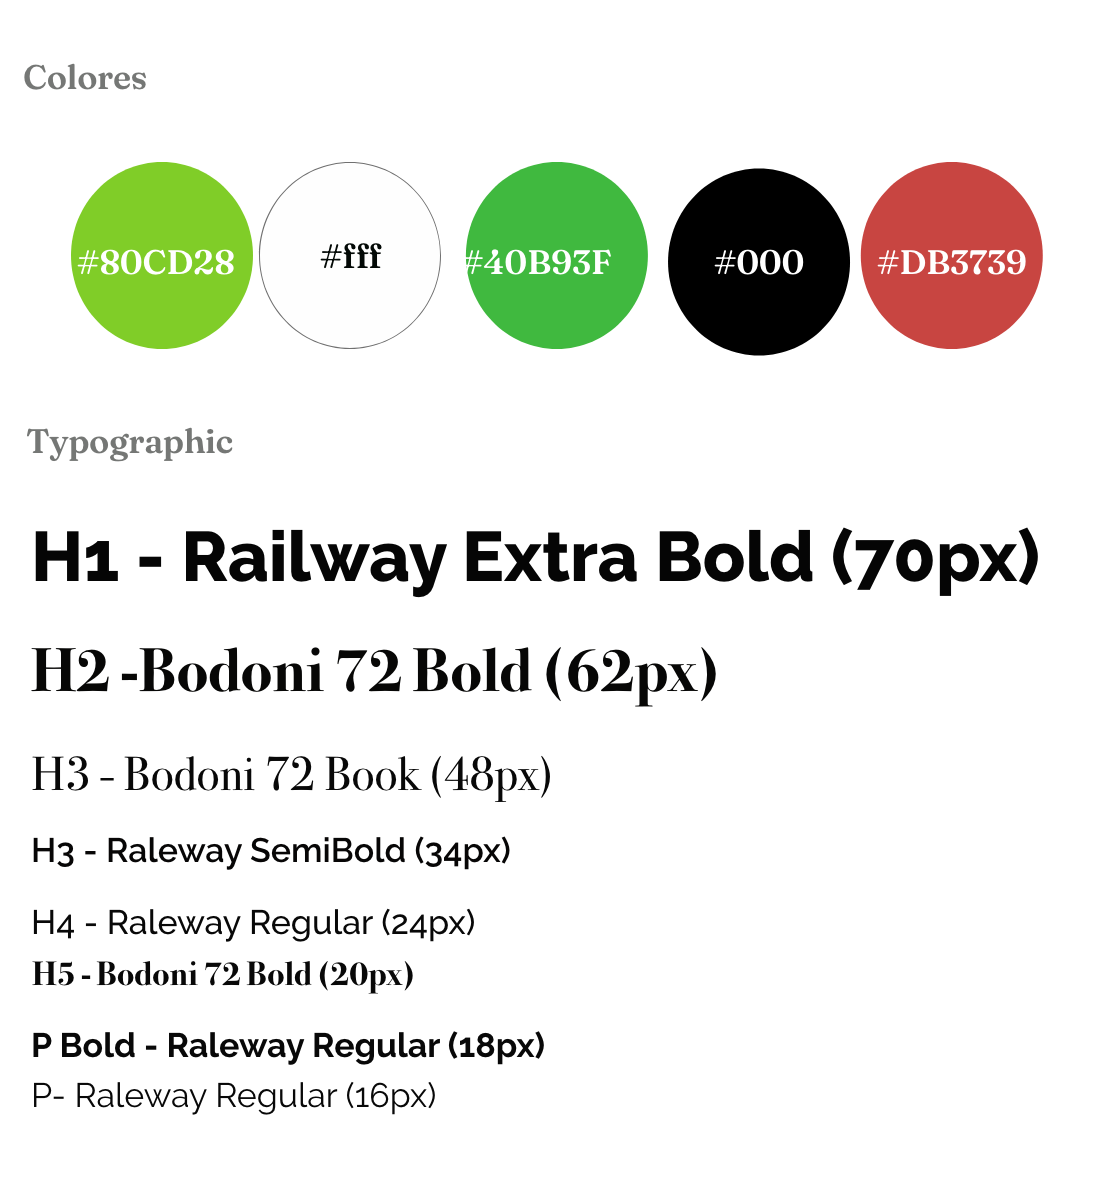 Colores
#80CD28
#fff
#40B93F
#000
#DB3739
Typographic
H1 - Railway Extra Bold (70px)
H2 -Bodoni 72 Bold (62px)
H3 - Bodoni 72 Book (48px)
H3 - Raleway SemiBold (34px)
H4 - Raleway Regular (24px)
H5 - Bodoni 72 Bold (20px)
P Bold - Raleway Regular (18px)
P- Raleway Regular (16px)